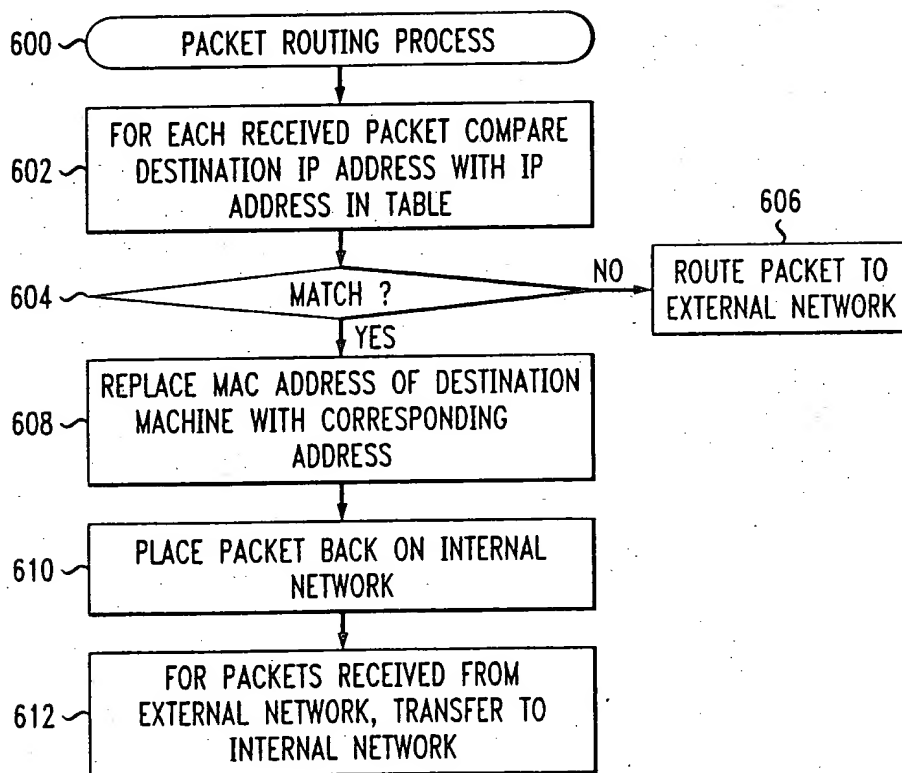 600
PACKET ROUTING PROCESS
602
FOR EACH RECEIVED PACKET COMPARE
DESTINATION IP ADDRESS WITH IP
ADDRESS IN TABLE
604
MATCH ?
NO
606
ROUTE PACKET TO
EXTERNAL NETWORK
YES
608
REPLACE MAC ADDRESS OF DESTINATION
MACHINE WITH CORRESPONDING
ADDRESS
610
PLACE PACKET BACK ON INTERNAL
NETWORK
612
FOR PACKETS RECEIVED FROM
EXTERNAL NETWORK, TRANSFER TO
INTERNAL NETWORK